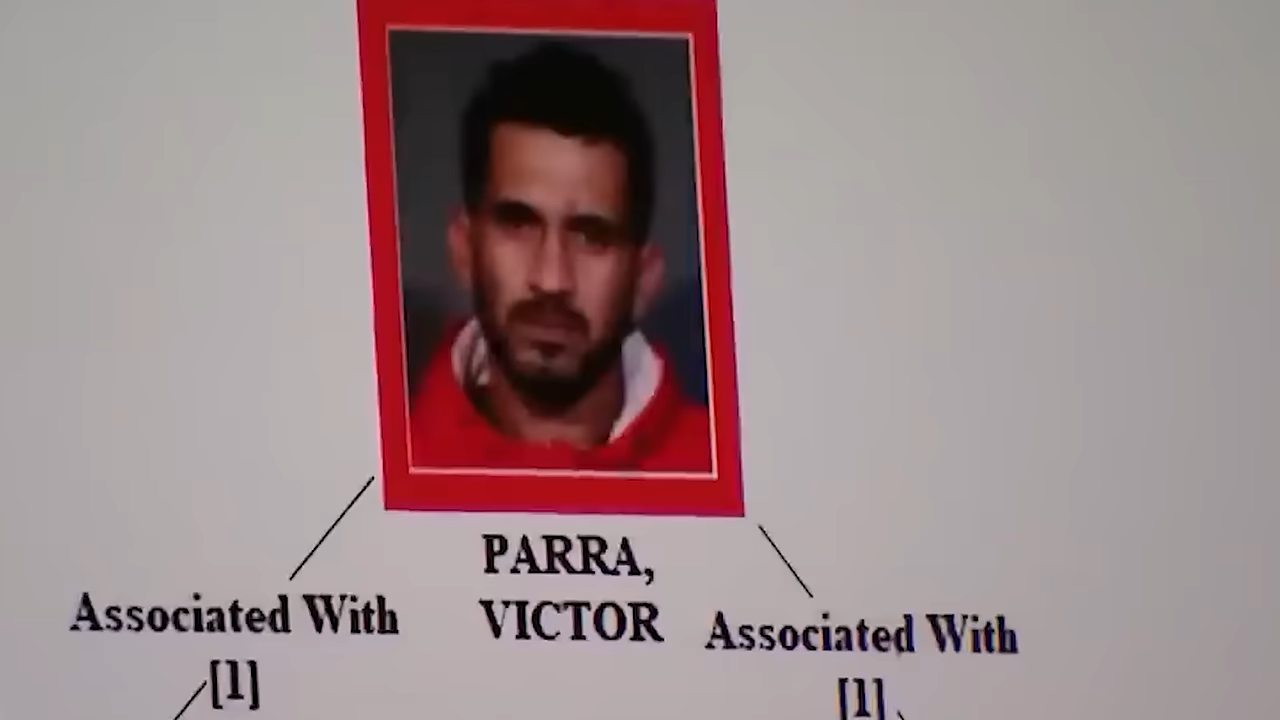 PARRA,
VICTOR
Associated With
[1]
Associated With
[1]